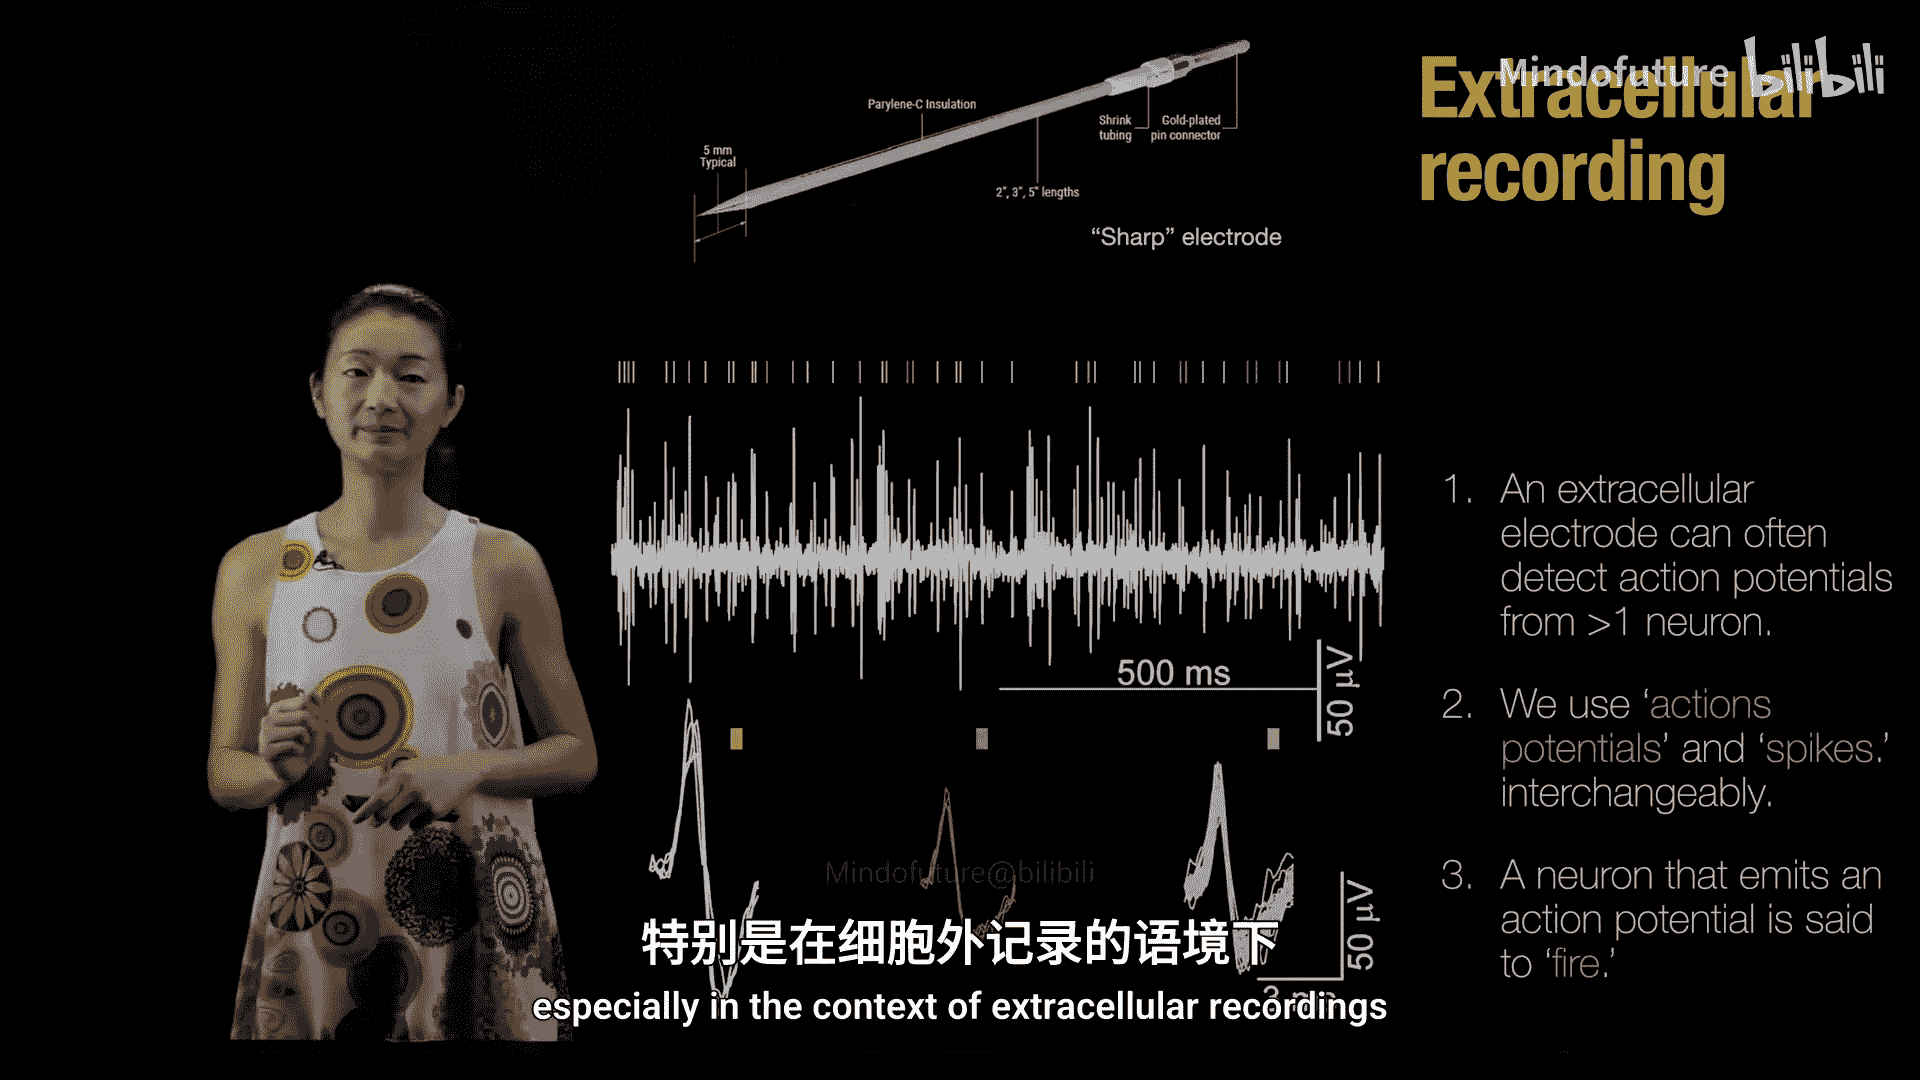 Mindofuture bilibili
Extracellular
recording
Parylene-C Insulation
Shrink
tubing
Gold-plated
pin connector
5 mm
Typical
2", 3", 5" lengths
“Sharp” electrode
500 ms
50 µV
1. An extracellular
electrode can often
detect action potentials
from >1 neuron.
2. We use ‘actions
potentials’ and ‘spikes.’
interchangeably.
3. A neuron that emits an
action potential is said
to ‘fire.’
Mindofuture@bilibili
50 µV
特别是在细胞外记录的语境下
especially in the context of extracellular recordings